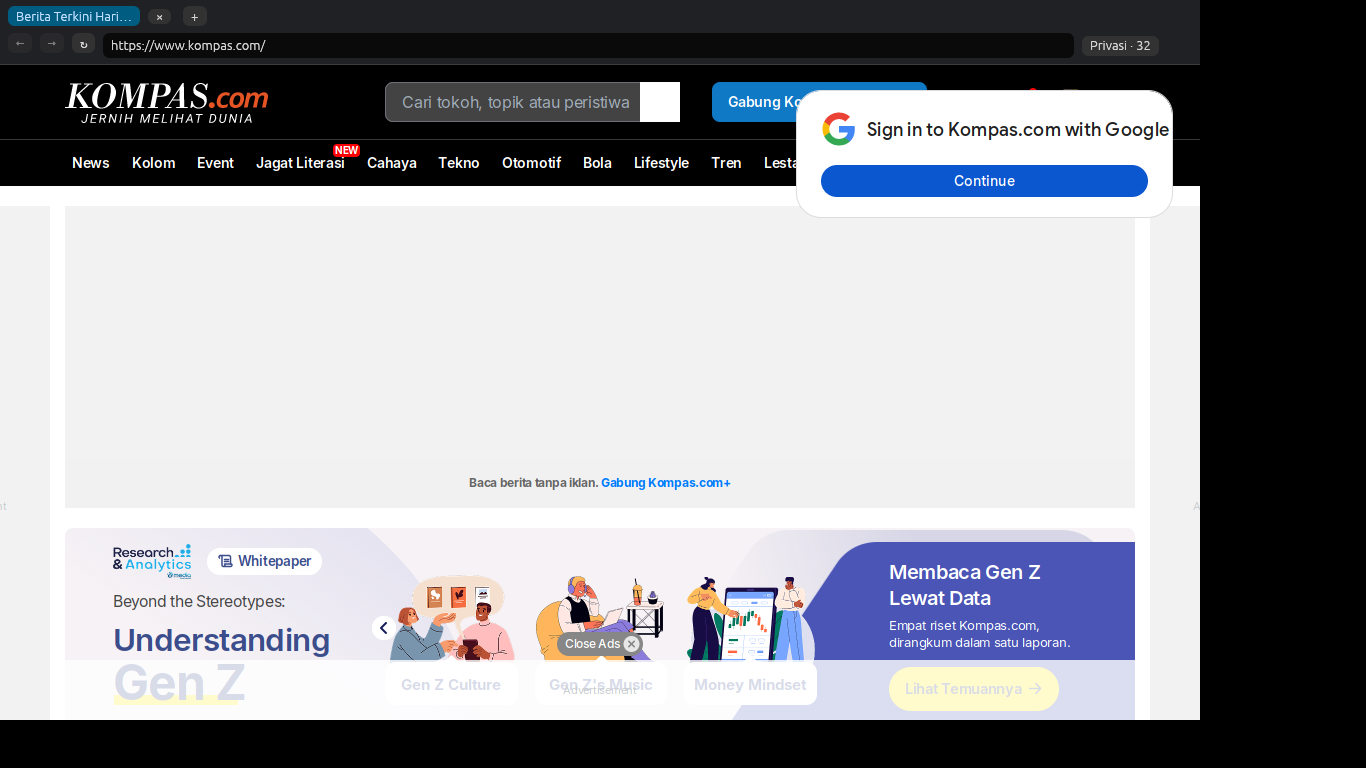 Berita Terkini Hari…
https://www.kompas.com/
Privasi · 32
KOMPAS.com
JERNIH MELIHAT DUNIA
Cari tokoh, topik atau peristiwa
Sign in to Kompas.com with Google
Continue
News
Kolom
Event
Jagat Literasi
NEW
Cahaya
Tekno
Otomotif
Bola
Lifestyle
Tren
Baca berita tanpa iklan. Gabung Kompas.com+
Research
& Analytics
Whitepaper
Beyond the Stereotypes:
Understanding
Gen Z
Gen Z Culture
Gen Z's Music
Money Mindset
Close Ads
Advertisement
Membaca Gen Z
Lewat Data
Empat riset Kompas.com,
dirangkum dalam satu laporan.
Lihat Temuannya